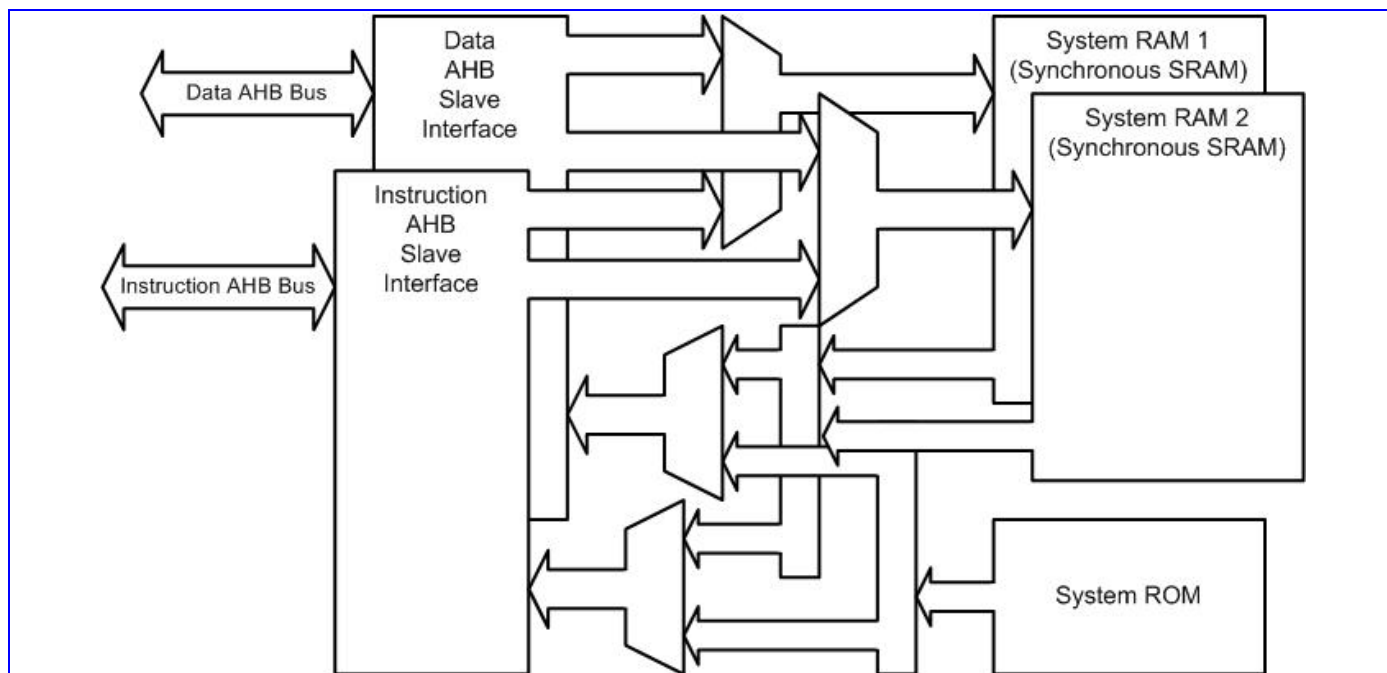 Data
AHB
Slave
Interface
System RAM 1
(Synchronous SRAM)
Data AHB Bus
System RAM 2
(Synchronous SRAM)
Instruction
AHB
Slave
Interface
Instruction AHB Bus
System ROM